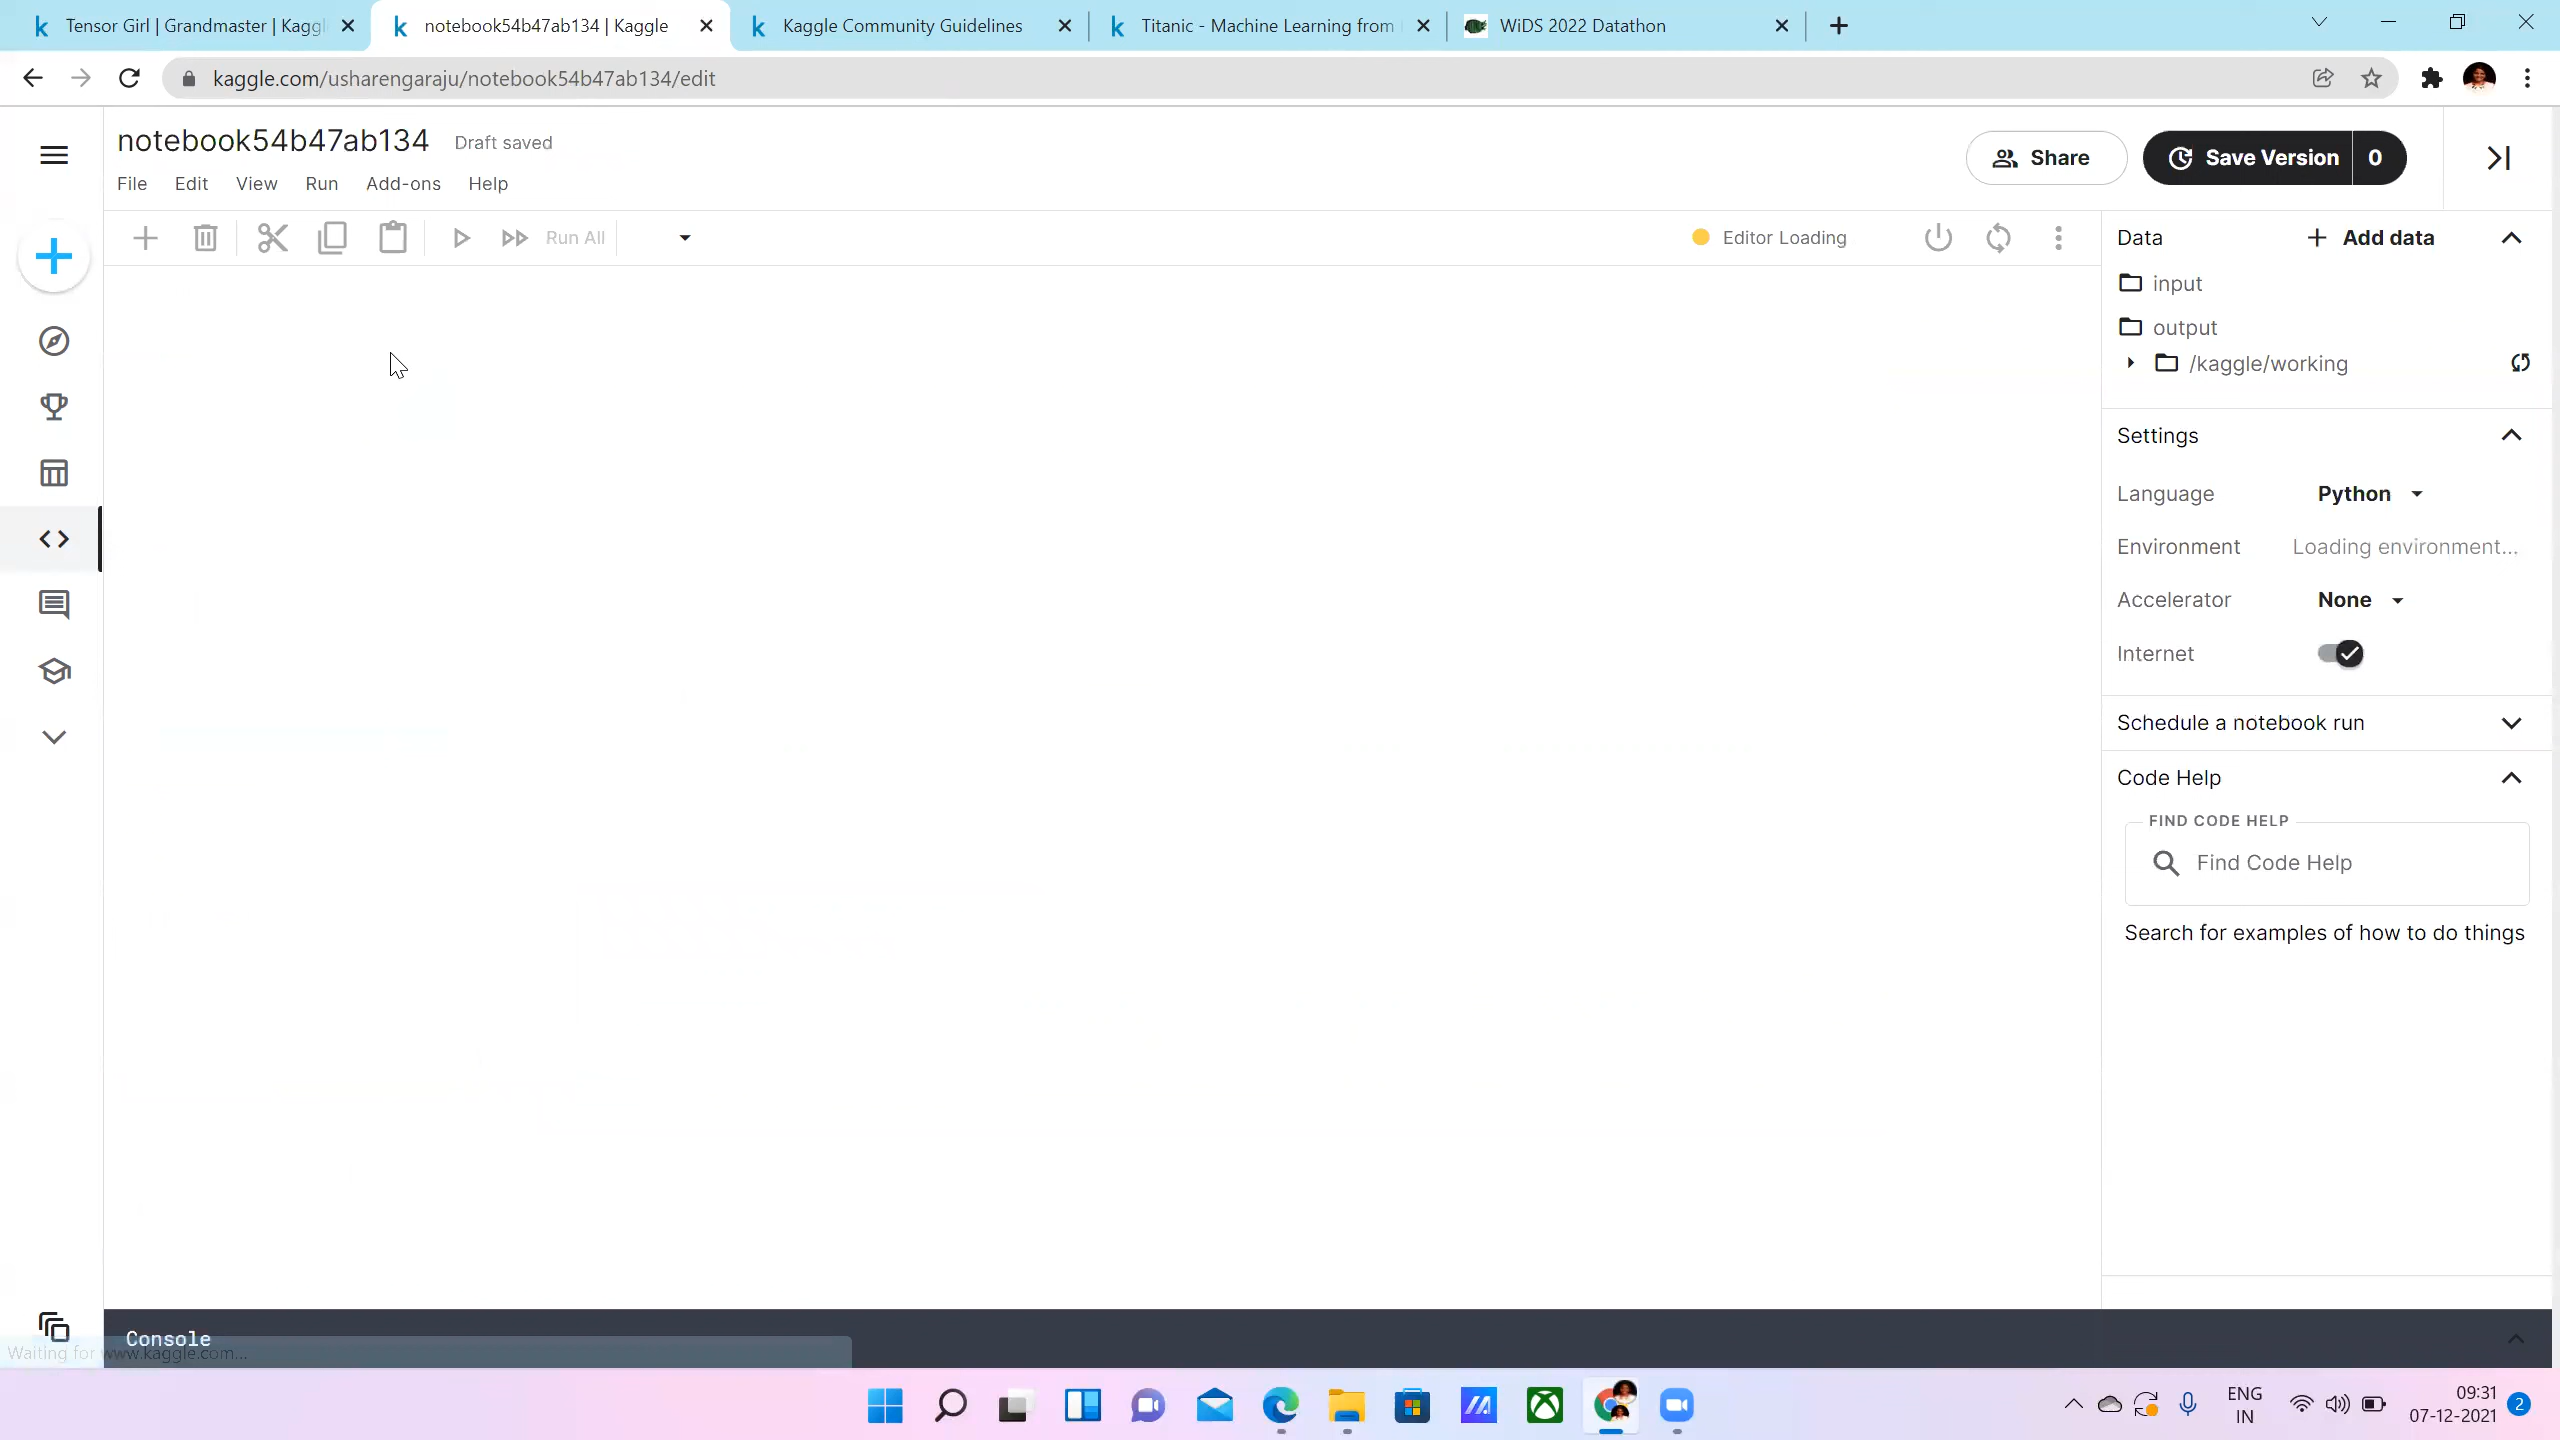 Tensor Girl | Grandmaster | Kaggl
notebook54b47ab134 | Kaggle
Kaggle Community Guidelines
Titanic - Machine Learning from
WiDS 2022 Datathon
kaggle.com/usharengaraju/notebook54b47ab134/edit
notebook54b47ab134
Draft saved
Share
Save Version
0
File
Edit
View
Run
Add-ons
Help
Run All
Editor Loading
Data
Add data
input
output
/kaggle/working
Settings
Language
Python
Environment
Loading environment...
Accelerator
None
Internet
Schedule a notebook run
Code Help
FIND CODE HELP
Find Code Help
Search for examples of how to do things
Console
Waiting for www.kaggle.com...
ENG
IN
09:31
07-12-2021
2